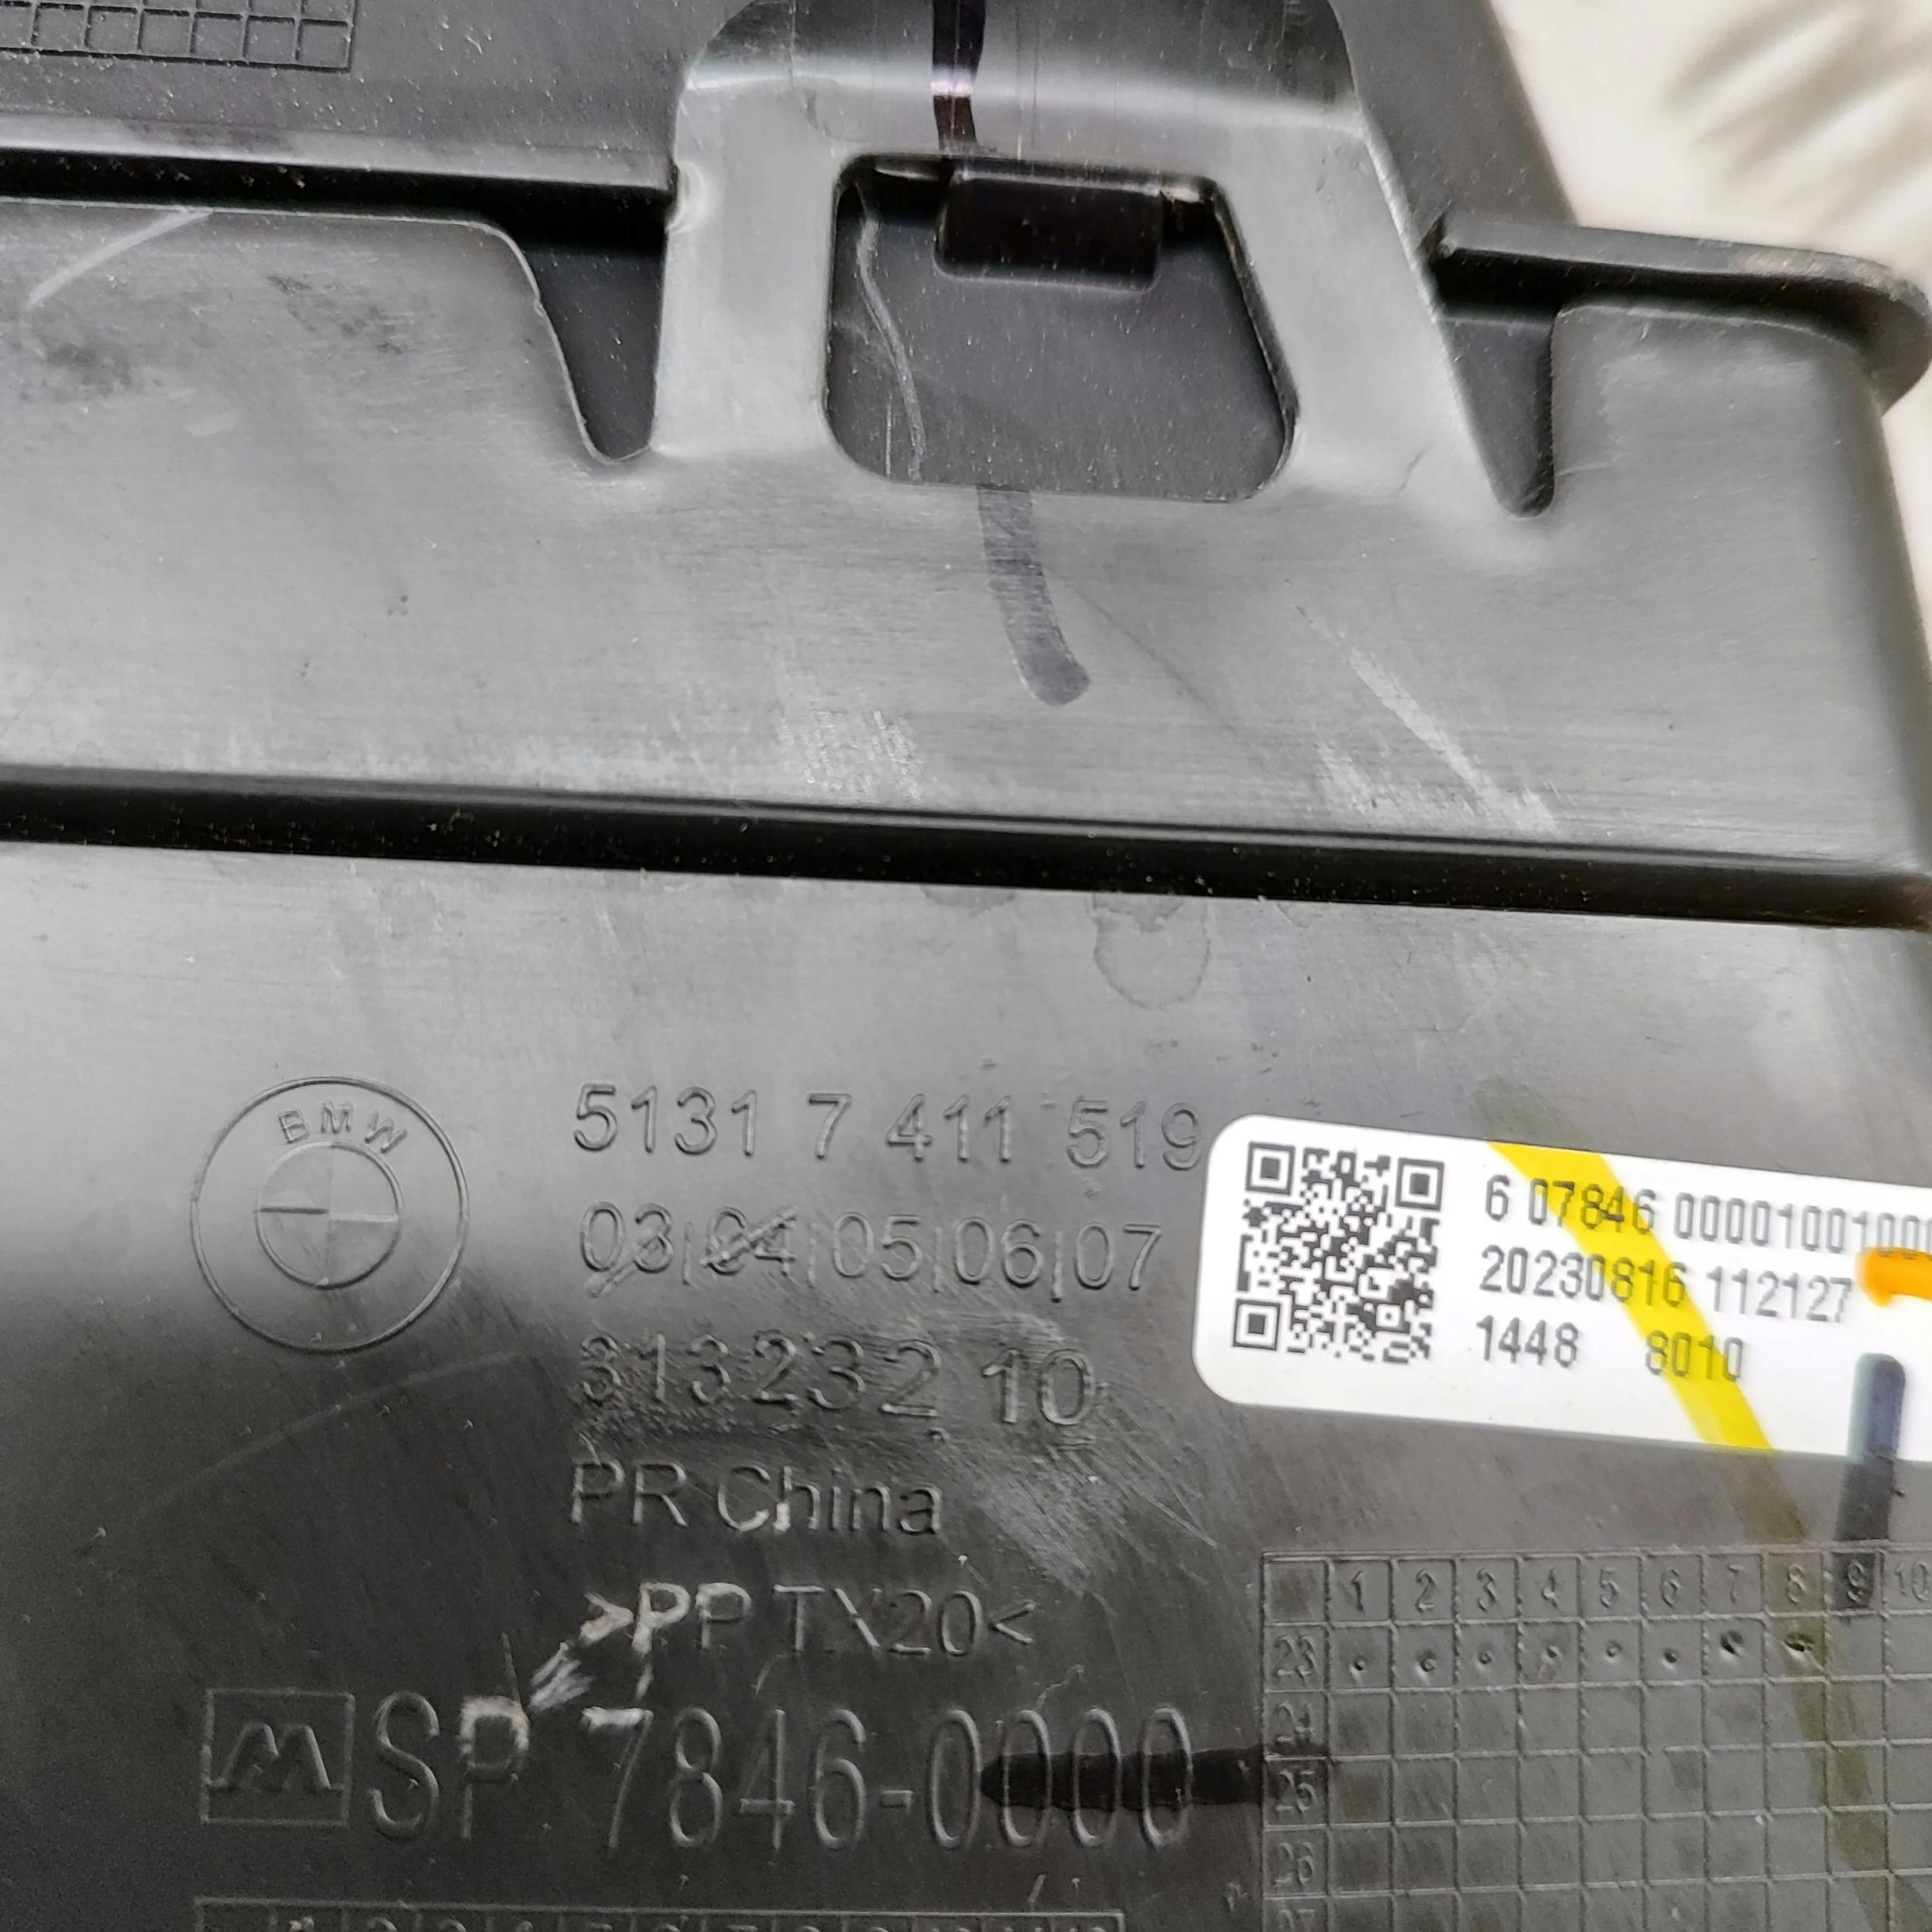 BMW
5131 7 411 519
03|04|05|06|07
313232 10
PR China
>PP TX20<
SP 7846-0000
6 07846 0000100100
20230816 112127
1448 8010
1 2 3 4 5 6 7 8 9 10
23
24
25
26